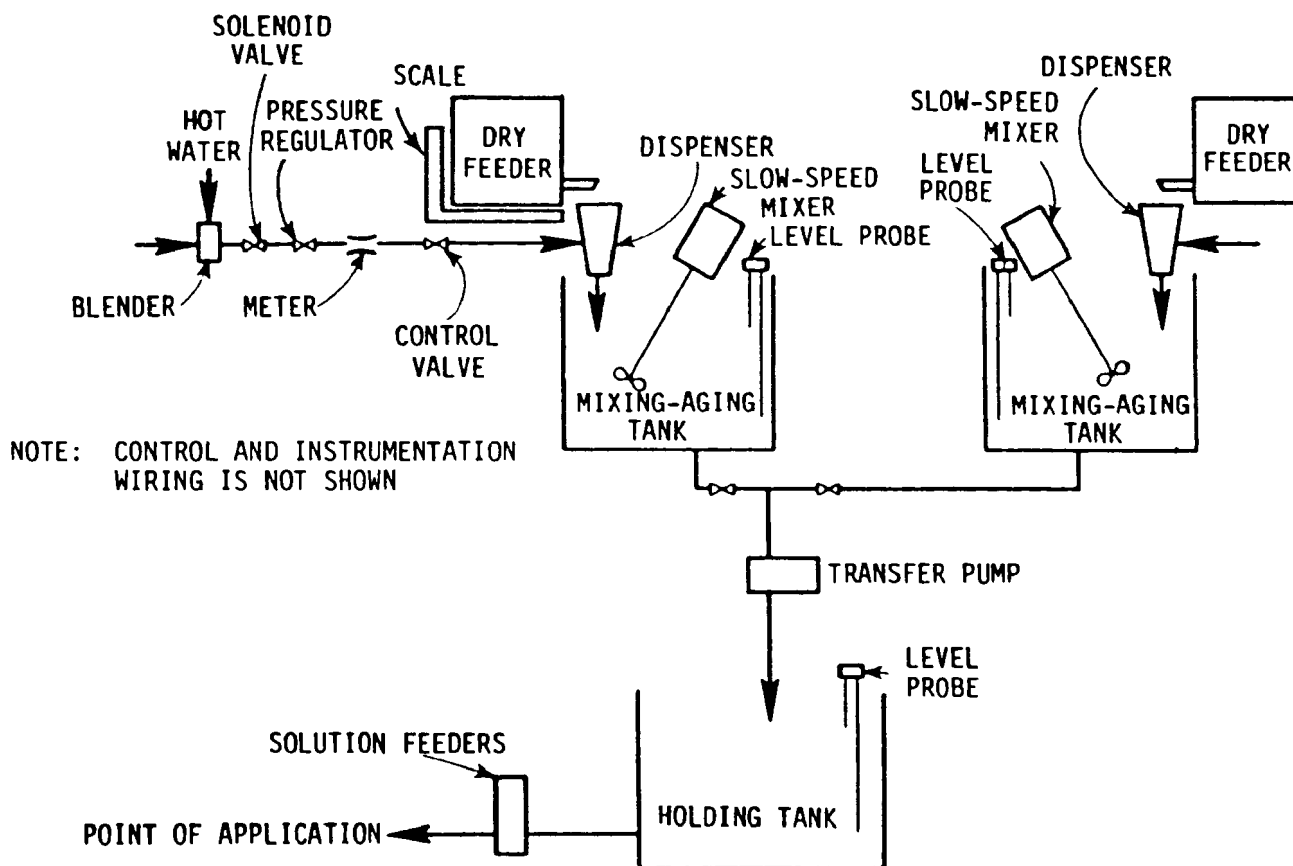 SOLENOID
VALVE
SCALE
DISPENSER
SLOW-SPEED
MIXER
HOT
WATER
PRESSURE
REGULATOR
DRY
FEEDER
DRY
FEEDER
DISPENSER
LEVEL
PROBE
SLOW-SPEED
MIXER
LEVEL PROBE
BLENDER
METER
CONTROL
VALVE
MIXING-AGING
TANK
MIXING-AGING
TANK
NOTE: CONTROL AND INSTRUMENTATION
WIRING IS NOT SHOWN
TRANSFER PUMP
LEVEL
PROBE
SOLUTION FEEDERS
HOLDING TANK
POINT OF APPLICATION